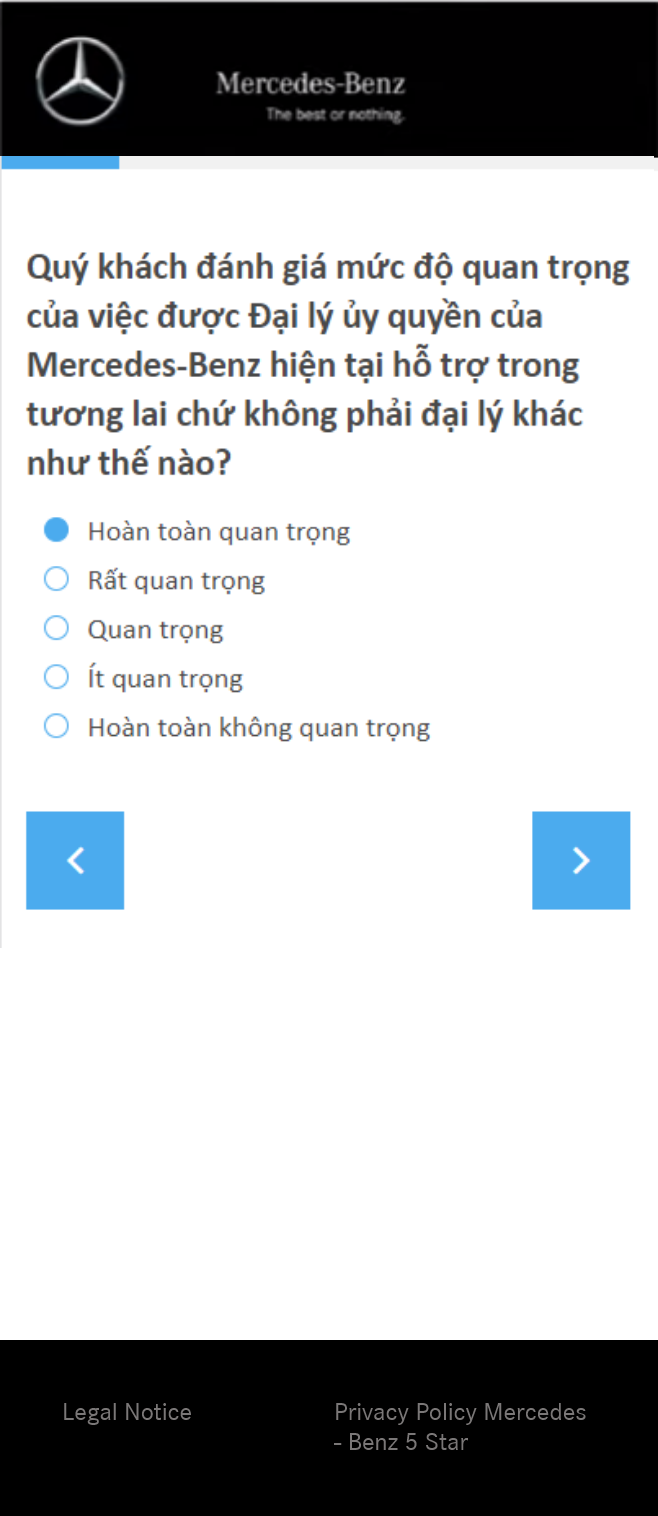 Mercedes-Benz
The best or nothing.
Quý khách đánh giá mức độ quan trọng
của việc được Đại lý ủy quyền của
Mercedes-Benz hiện tại hỗ trợ trong
tương lai chứ không phải đại lý khác
như thế nào?
Hoàn toàn quan trọng
Rất quan trọng
Quan trọng
Ít quan trọng
Hoàn toàn không quan trọng
Legal Notice
Privacy Policy Mercedes
- Benz 5 Star